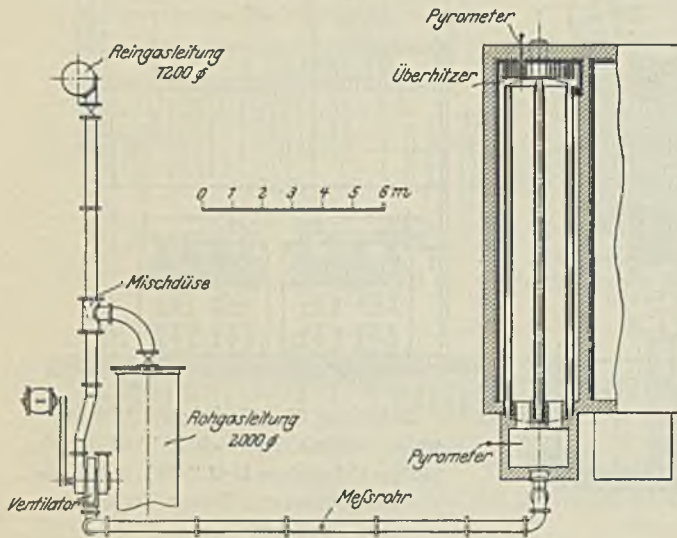 Pyrometer
Reingasleitung
1200 ⌀
Überhitzer
0 1 2 3 4 5 6 m
Mischdüse
Rohgasleitung
2000 ⌀
Pyrometer
Ventilator
Meßrohr